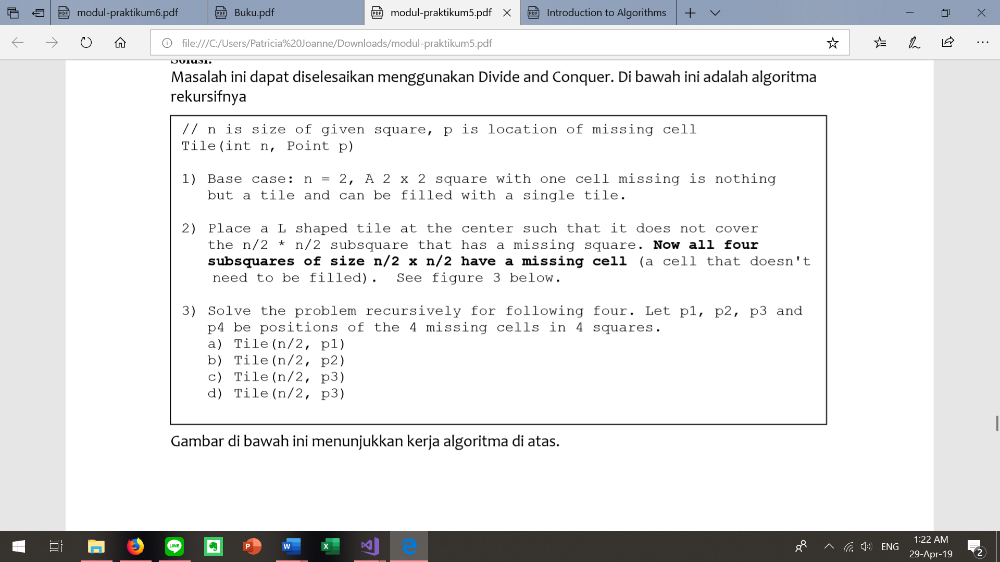 modul-praktikum6.pdf
Buku.pdf
modul-praktikum5.pdf
Introduction to Algorithms
file:///C:/Users/Patricia%20Joanne/Downloads/modul-praktikum5.pdf
Solusi:
Masalah ini dapat diselesaikan menggunakan Divide and Conquer. Di bawah ini adalah algoritma
rekursifnya
// n is size of given square, p is location of missing cell
Tile(int n, Point p)
1) Base case: n = 2, A 2 x 2 square with one cell missing is nothing
but a tile and can be filled with a single tile.
2) Place a L shaped tile at the center such that it does not cover
the n/2 * n/2 subsquare that has a missing square. Now all four
subsquares of size n/2 x n/2 have a missing cell (a cell that doesn't
need to be filled). See figure 3 below.
3) Solve the problem recursively for following four. Let p1, p2, p3 and
p4 be positions of the 4 missing cells in 4 squares.
a) Tile(n/2, p1)
b) Tile(n/2, p2)
c) Tile(n/2, p3)
d) Tile(n/2, p3)
Gambar di bawah ini menunjukkan kerja algoritma di atas.
LINE
ENG
1:22 AM
29-Apr-19
2